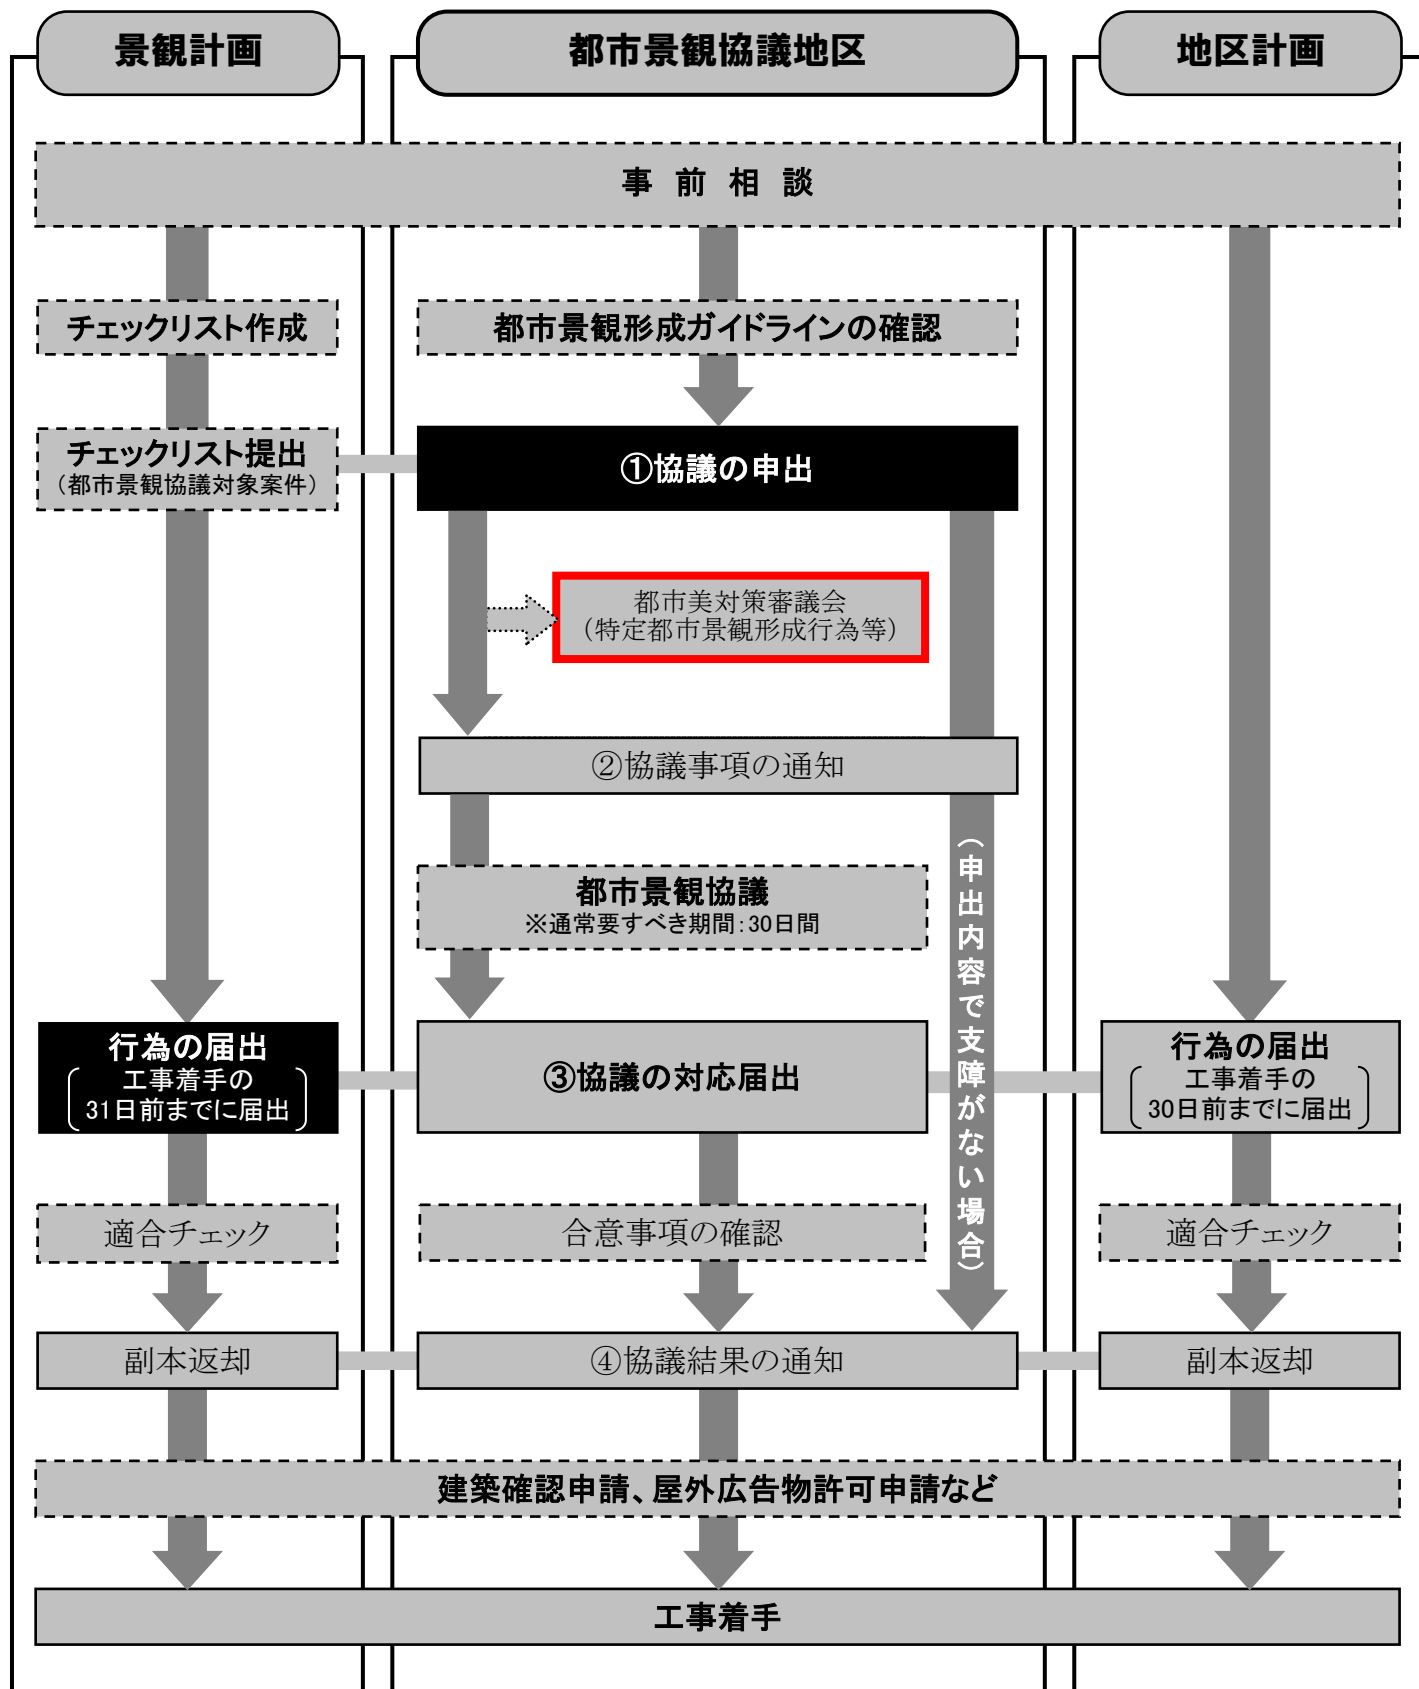 景観計画
都市景観協議地区
地区計画
事前相談
チェックリスト作成
都市景観形成ガイドラインの確認
チェックリスト提出
（都市景観協議対象案件）
①協議の申出
都市美対策審議会
（特定都市景観形成行為等）
②協議事項の通知
（申出内容で支障がない場合）
都市景観協議
※通常要すべき期間：30日間
行為の届出
工事着手の
31日前までに届出
③協議の対応届出
行為の届出
工事着手の
30日前までに届出
適合チェック
合意事項の確認
適合チェック
副本返却
④協議結果の通知
副本返却
建築確認申請、屋外広告物許可申請など
工事着手